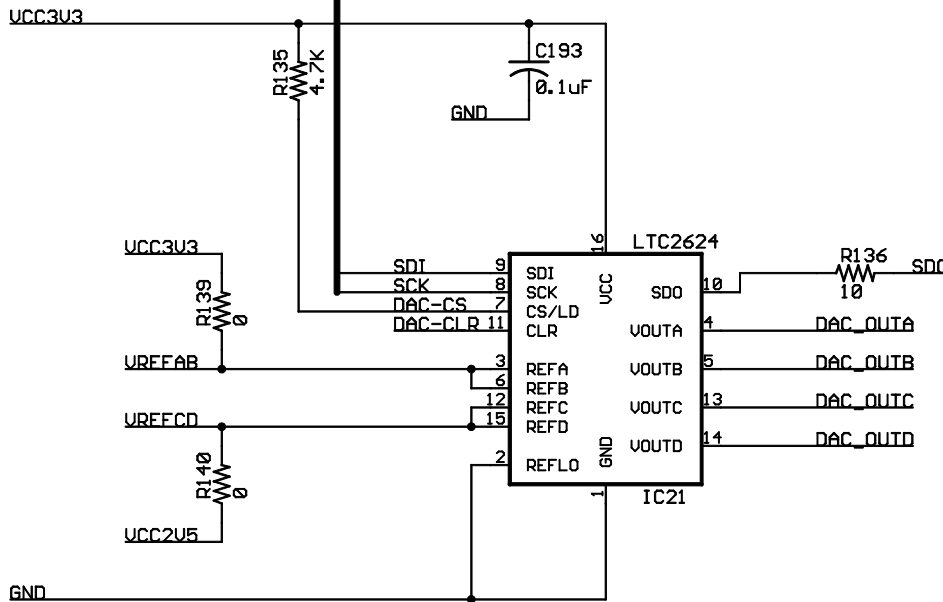 VCC3V3
R135
4.7K
C193
0.1uF
GND
16
LTC2624
VCC3V3
R139
0
SDI
9
SDI
SCK
8
SCK
DAC-CS
7
CS/LD
DAC-CLR
11
CLR
VCC
SDO
10
R136
10
SDO
VOUTA
4
DAC_OUTA
VREFAB
3
REFA
VOUTB
5
DAC_OUTB
6
REFB
12
REFC
VOUTC
13
DAC_OUTC
VREFCD
15
REFD
VOUTD
14
DAC_OUTD
R140
0
2
REFLO
GND
1
IC21
VCC2V5
GND